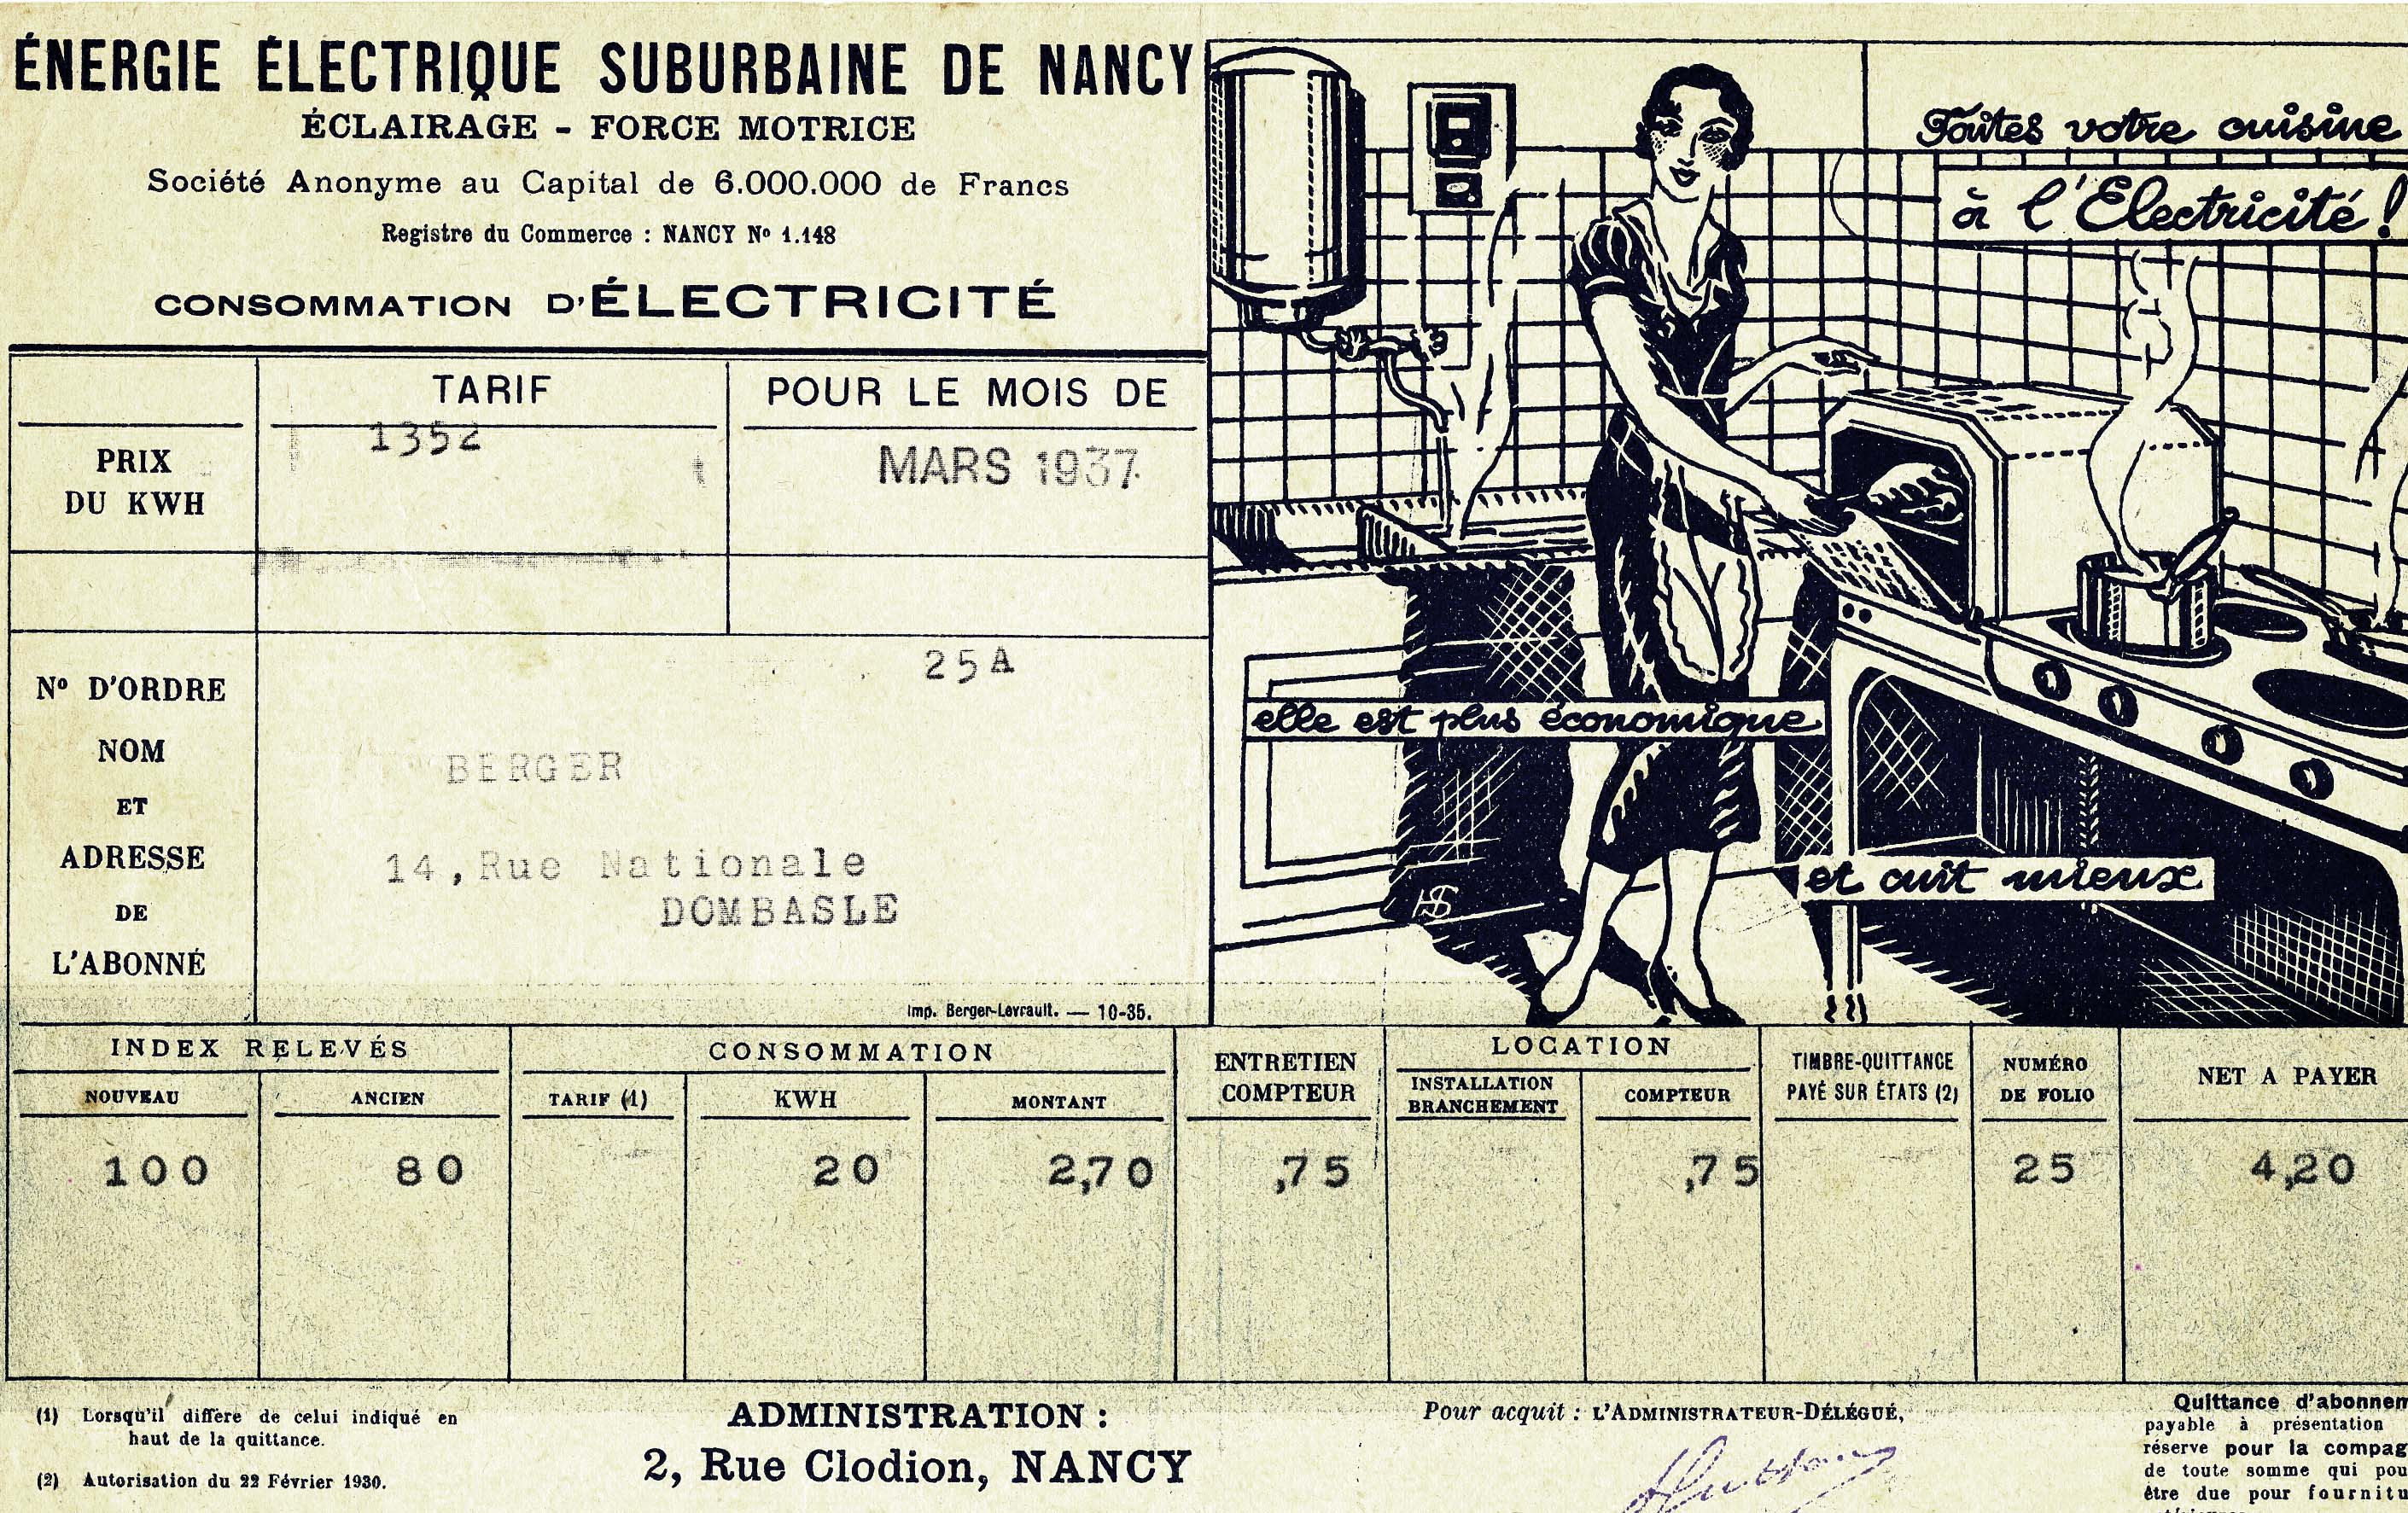 ÉNERGIE ÉLECTRIQUE SUBURBAINE DE NANCY
ÉCLAIRAGE - FORCE MOTRICE
Société Anonyme au Capital de 6.000.000 de Francs
Registre du Commerce : NANCY Nº 1.148
CONSOMMATION D'ÉLECTRICITÉ
Toutes votre cuisine
à l'Electricité !
elle est plus économique
et cuit mieux
HS
TARIF
POUR LE MOIS DE
PRIX
DU KWH
1352
MARS 1937
25A
Nº D'ORDRE
NOM
ET
ADRESSE
DE
L'ABONNÉ
BERGER
14, Rue Nationale
DOMBASLE
Imp. Berger-Levrault. — 10-35.
INDEX RELEVÉS
CONSOMMATION
ENTRETIEN
COMPTEUR
LOCATION
TIMBRE-QUITTANCE
PAYÉ SUR ÉTATS (2)
NUMÉRO
DE FOLIO
NET A PAYER
NOUVEAU
ANCIEN
TARIF (1)
KWH
MONTANT
INSTALLATION
BRANCHEMENT
COMPTEUR
100 80 20 2,70 ,75 ,75 25 4,20
(1) Lorsqu'il diffère de celui indiqué en
haut de la quittance.
(2) Autorisation du 22 Février 1930.
ADMINISTRATION :
2, Rue Clodion, NANCY
Pour acquit : L'ADMINISTRATEUR-DÉLÉGUÉ,
Quittance d'abonnem
payable à présentation
réserve pour la compag
de toute somme qui pou
être due pour fournitu